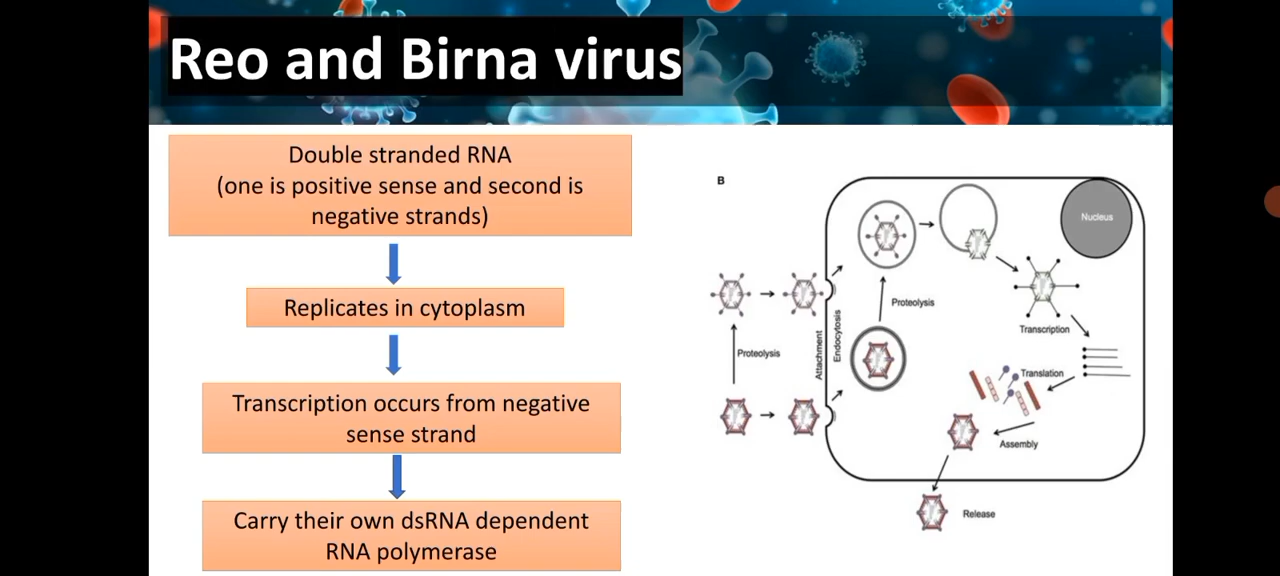 Reo and Birna virus
Double stranded RNA
(one is positive sense and second is
negative strands)
Replicates in cytoplasm
Transcription occurs from negative
sense strand
Carry their own dsRNA dependent
RNA polymerase
B
Nucleus
Proteolysis
Transcription
Proteolysis
Attachment
Endocytosis
Translation
Assembly
Release